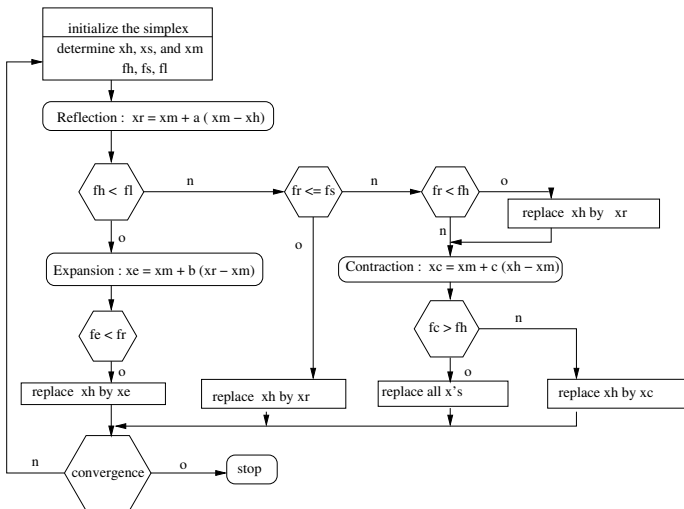 initialize the simplex
determine xh, xs, and xm
fh, fs, fl
Reflection : xr = xm + a ( xm − xh)
fh < fl
n
fr <= fs
n
fr < fh
o
replace xh by xr
o
o
n
Expansion : xe = xm + b (xr − xm)
Contraction : xc = xm + c (xh − xm)
fe < fr
fc > fh
n
o
o
replace xh by xe
replace xh by xr
replace all x's
replace xh by xc
n
convergence
o
stop